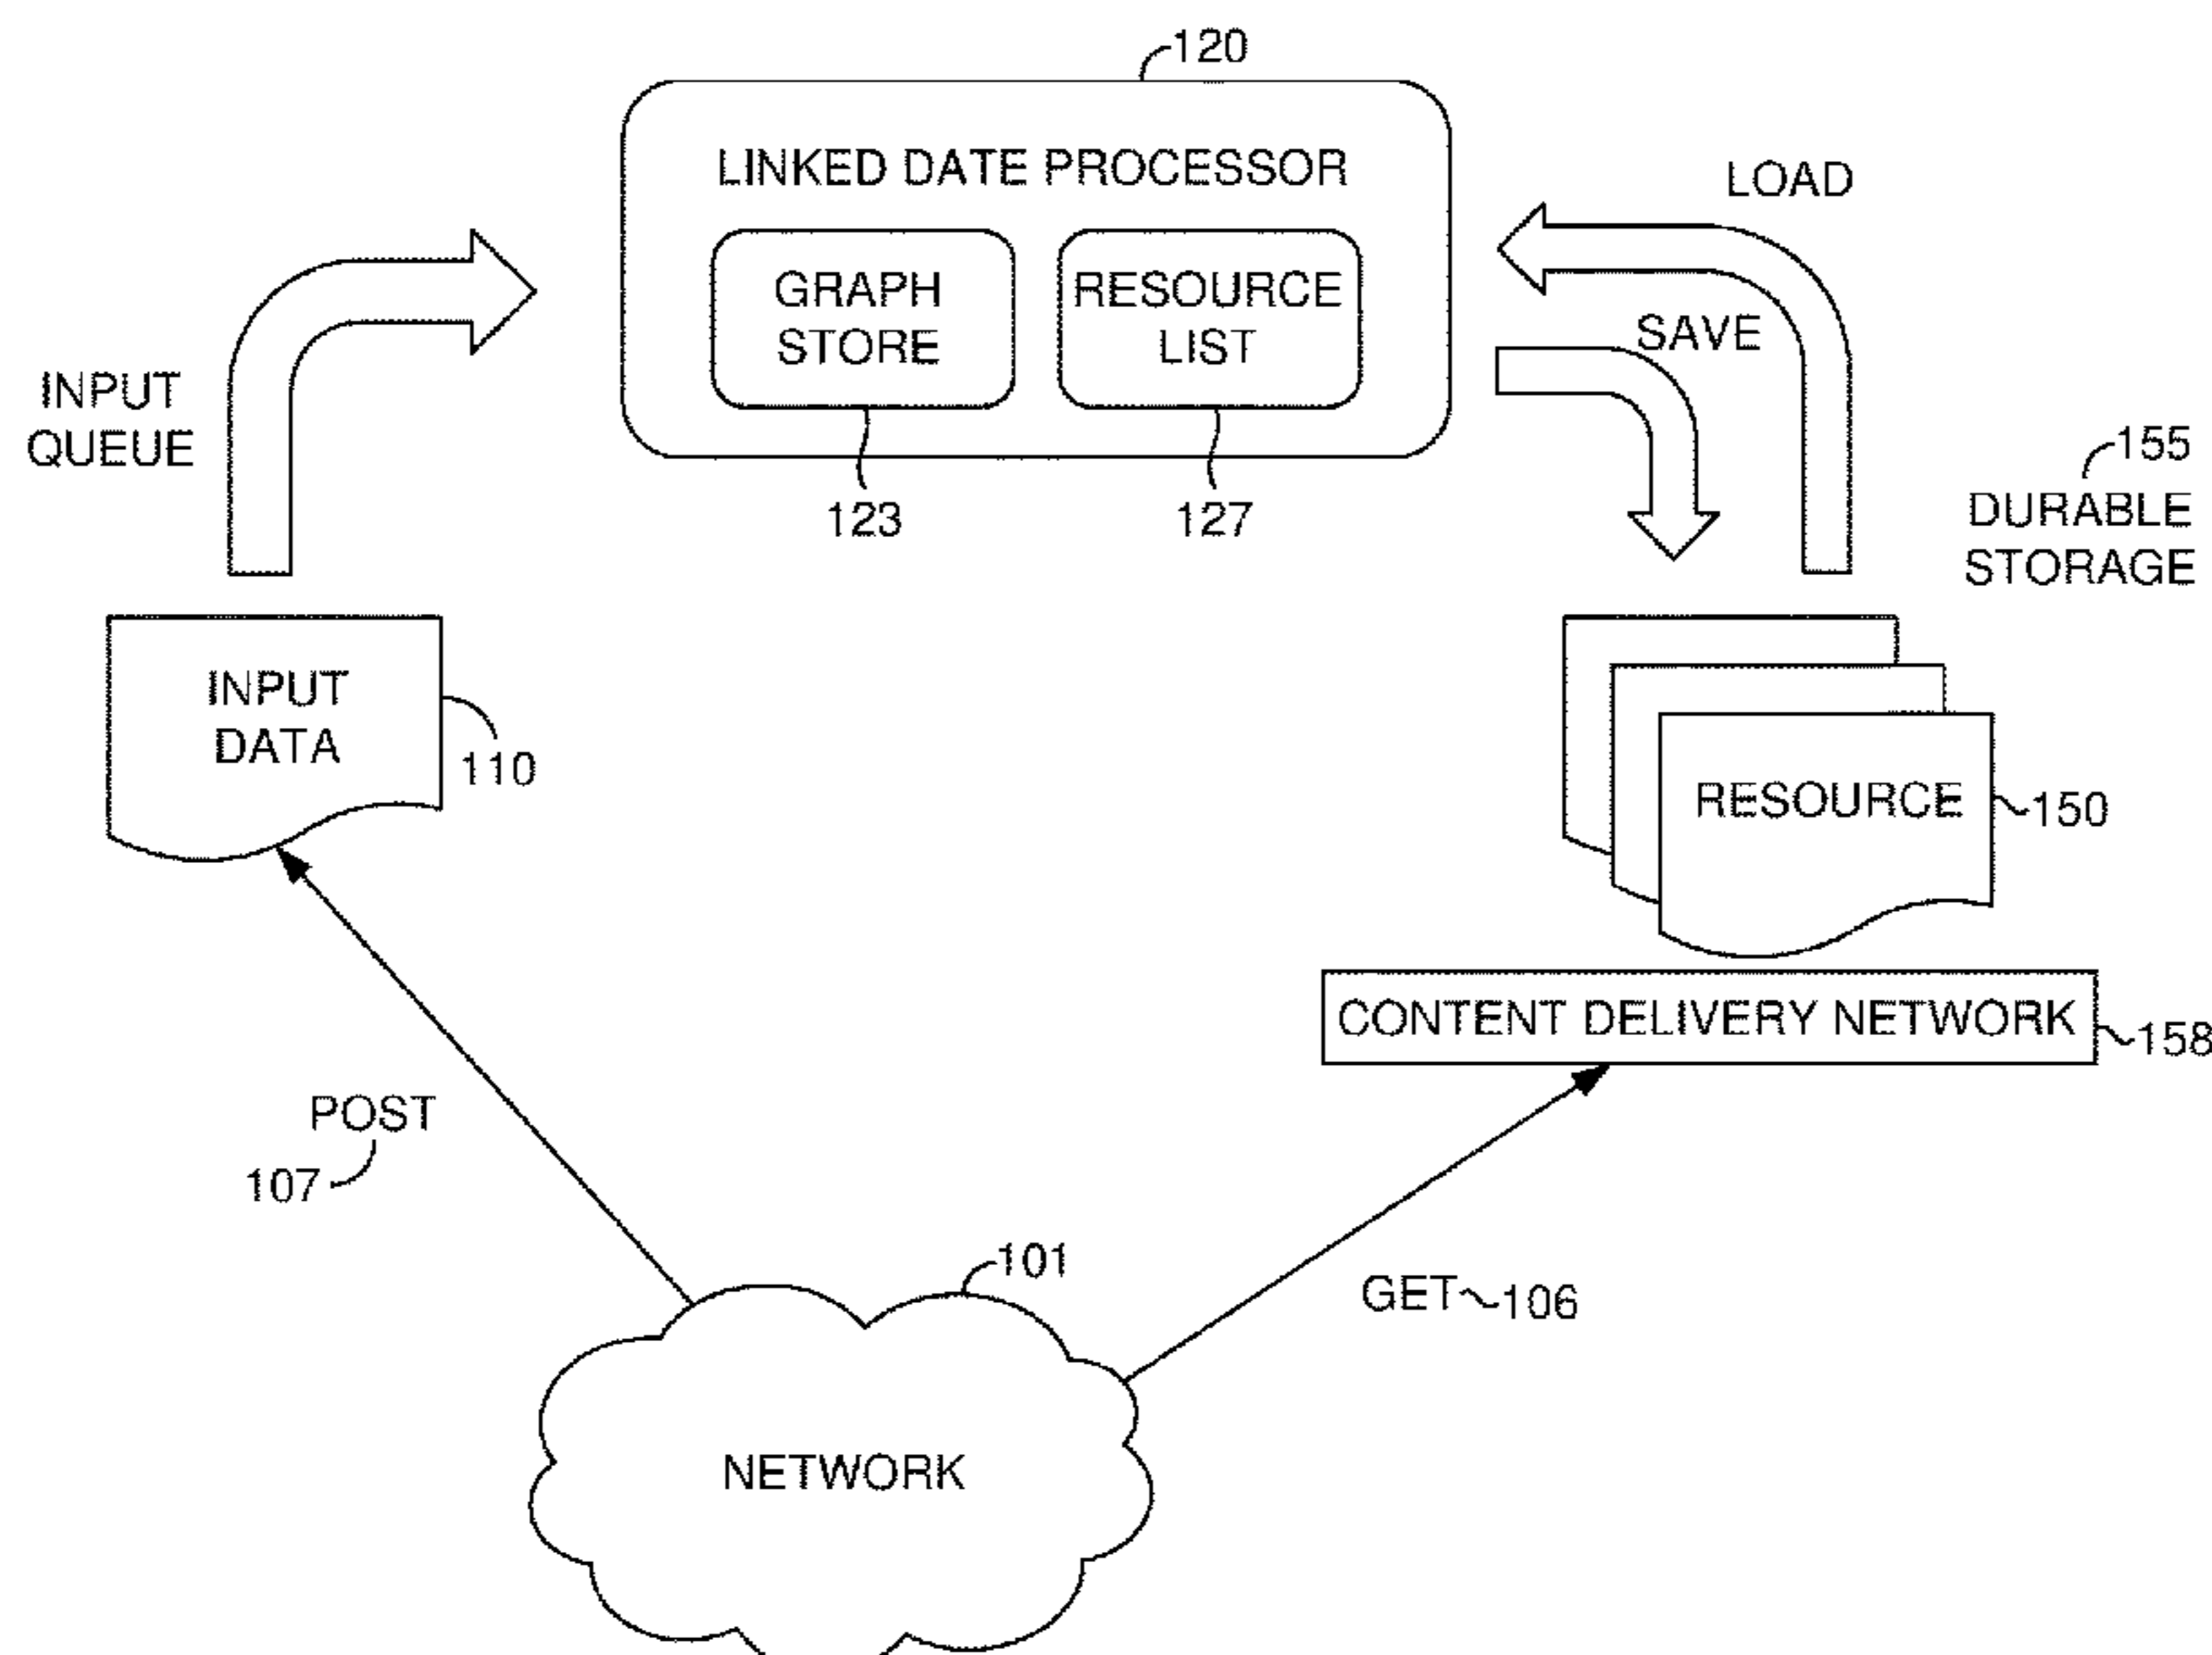 120
LINKED DATE PROCESSOR
GRAPH
STORE
RESOURCE
LIST
123
127
LOAD
SAVE
INPUT
QUEUE
155
DURABLE
STORAGE
INPUT
DATA
110
RESOURCE
150
CONTENT DELIVERY NETWORK
158
POST
107
GET
106
101
NETWORK